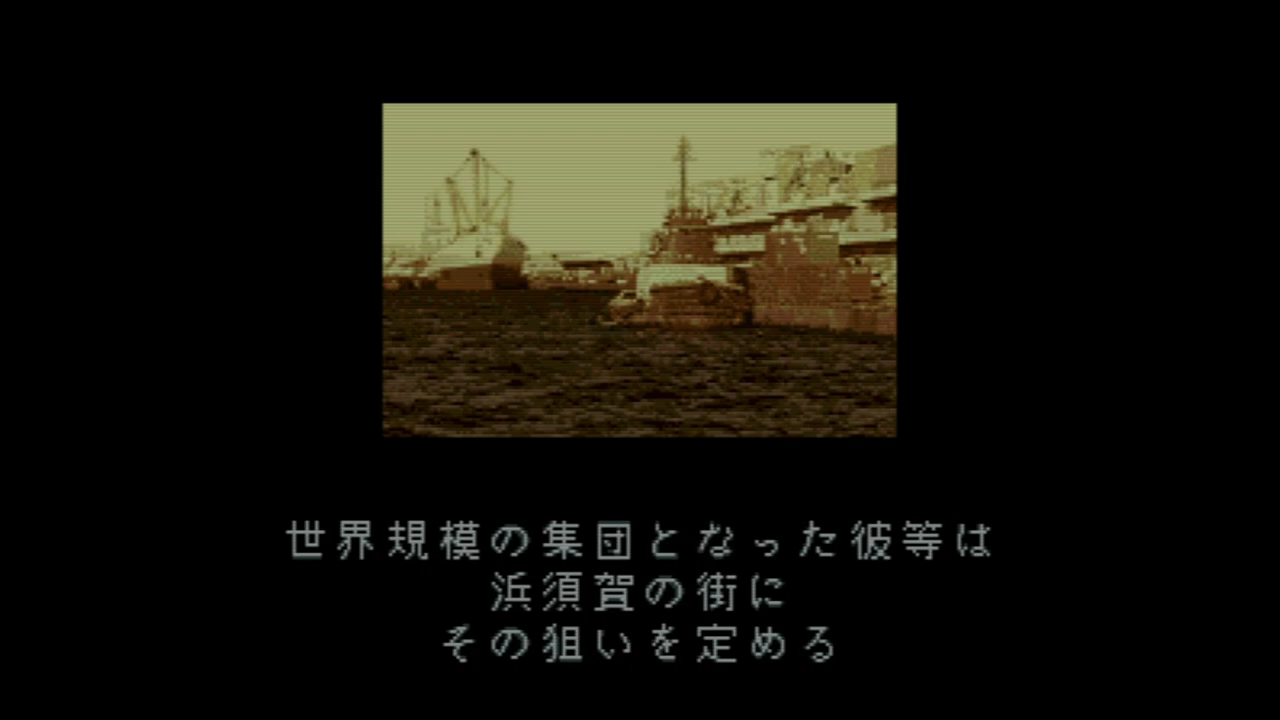 世界規模の集団となった彼等は
浜須賀の街に
その狙いを定める